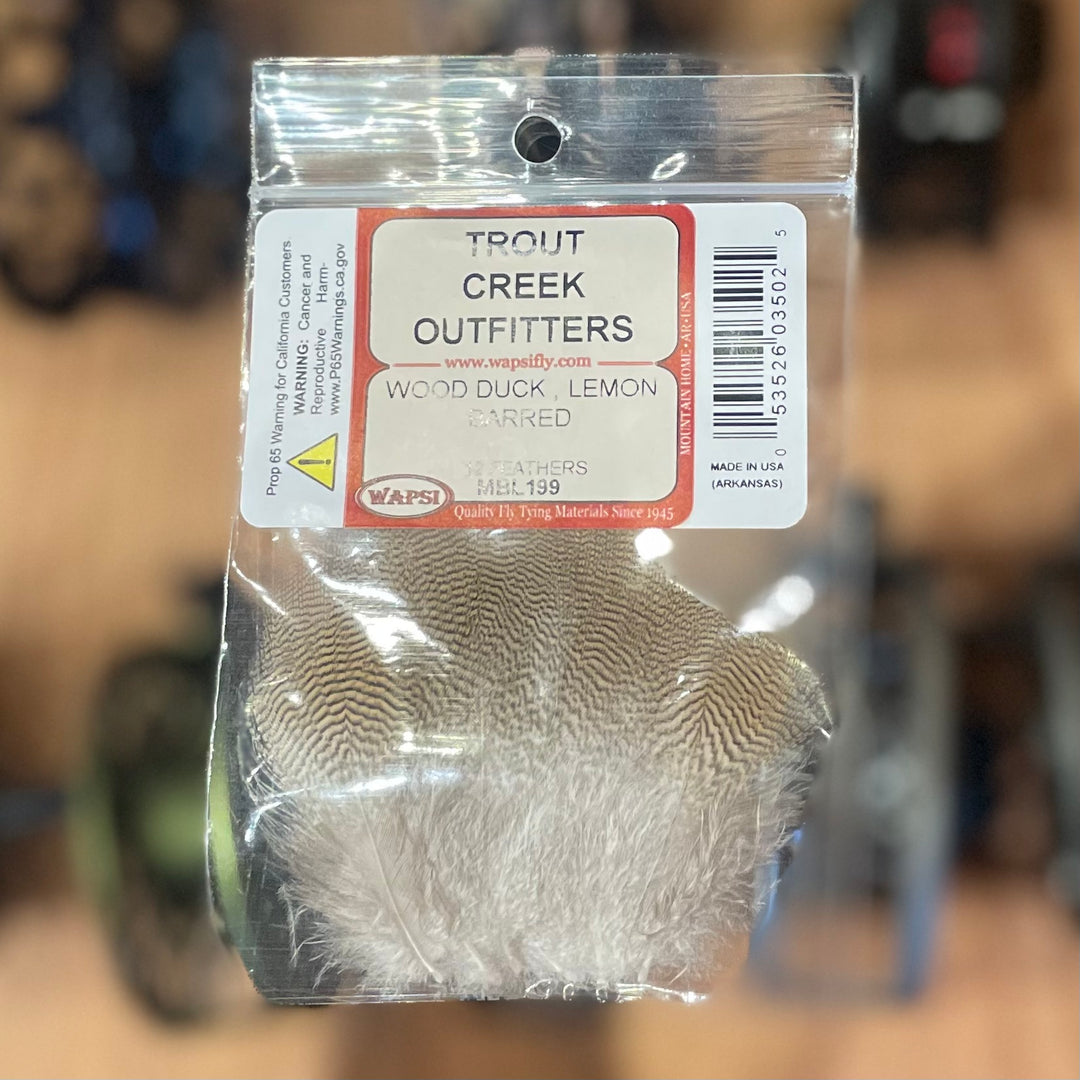 Prop 65 Warning for California Customers.
WARNING: Cancer and
Reproductive Harm-
www.P65Warnings.ca.gov
TROUT
CREEK
OUTFITTERS
www.wapsifly.com
WOOD DUCK , LEMON
BARRED
12 FEATHERS
MBL199
WAPSI
Quality Fly Tying Materials Since 1945
MOUNTAIN HOME • AR • USA
0 53526 03502 5
MADE IN USA
(ARKANSAS)